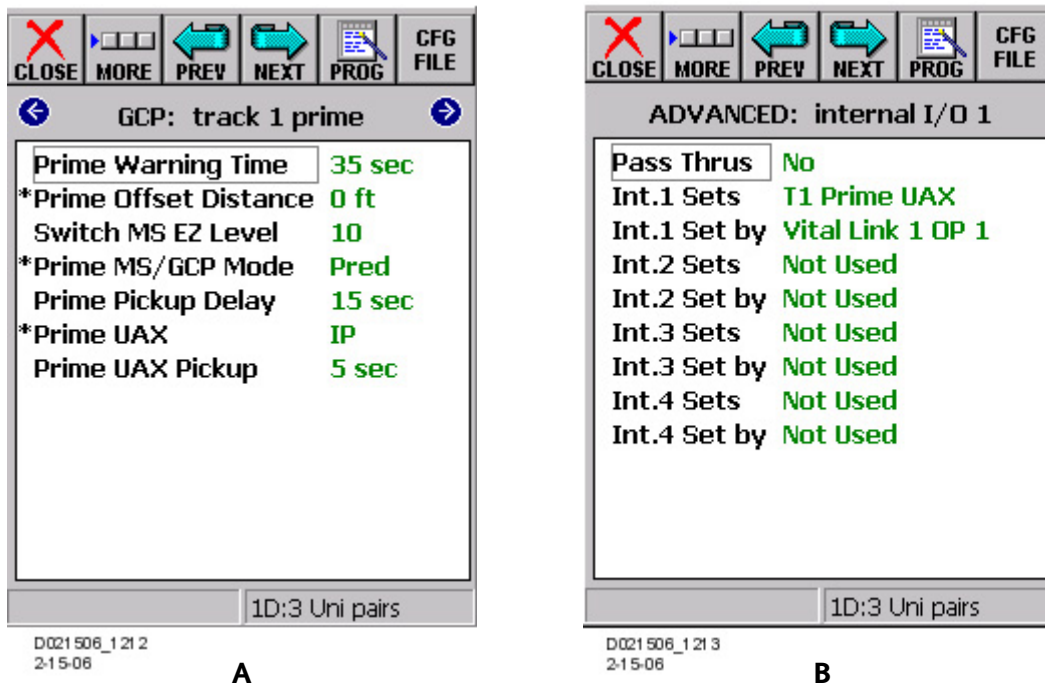 CLOSE MORE PREV NEXT PROG CFG FILE
GCP: track 1 prime
Prime Warning Time 35 sec
*Prime Offset Distance 0 ft
Switch MS EZ Level 10
*Prime MS/GCP Mode Pred
Prime Pickup Delay 15 sec
*Prime UAX IP
Prime UAX Pickup 5 sec
1D:3 Uni pairs
D021506_1212
2-15-06
A
CLOSE MORE PREV NEXT PROG CFG FILE
ADVANCED: internal I/O 1
Pass Thrus No
Int.1 Sets T1 Prime UAX
Int.1 Set by Vital Link 1 OP 1
Int.2 Sets Not Used
Int.2 Set by Not Used
Int.3 Sets Not Used
Int.3 Set by Not Used
Int.4 Sets Not Used
Int.4 Set by Not Used
1D:3 Uni pairs
D021506_1213
2-15-06
B